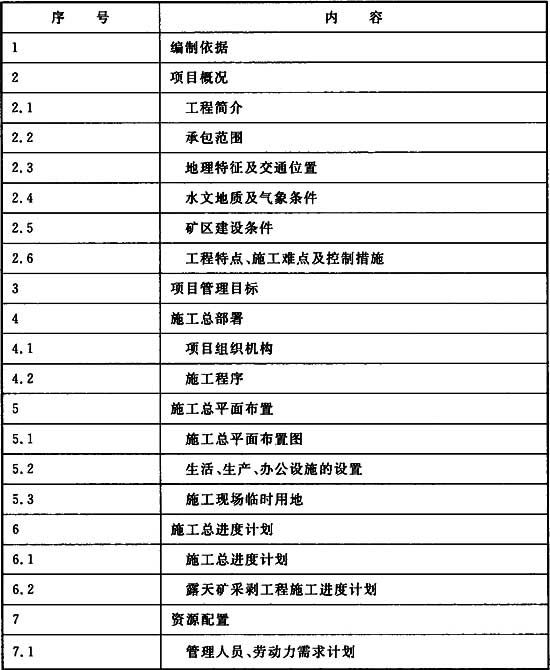 序 号 内 容
1 编制依据
2 项目概况
2.1 工程简介
2.2 承包范围
2.3 地理特征及交通位置
2.4 水文地质及气象条件
2.5 矿区建设条件
2.6 工程特点、施工难点及控制措施
3 项目管理目标
4 施工总部署
4.1 项目组织机构
4.2 施工程序
5 施工总平面布置
5.1 施工总平面布置图
5.2 生活、生产、办公设施的设置
5.3 施工现场临时用地
6 施工总进度计划
6.1 施工总进度计划
6.2 露天矿采剥工程施工进度计划
7 资源配置
7.1 管理人员、劳动力需求计划